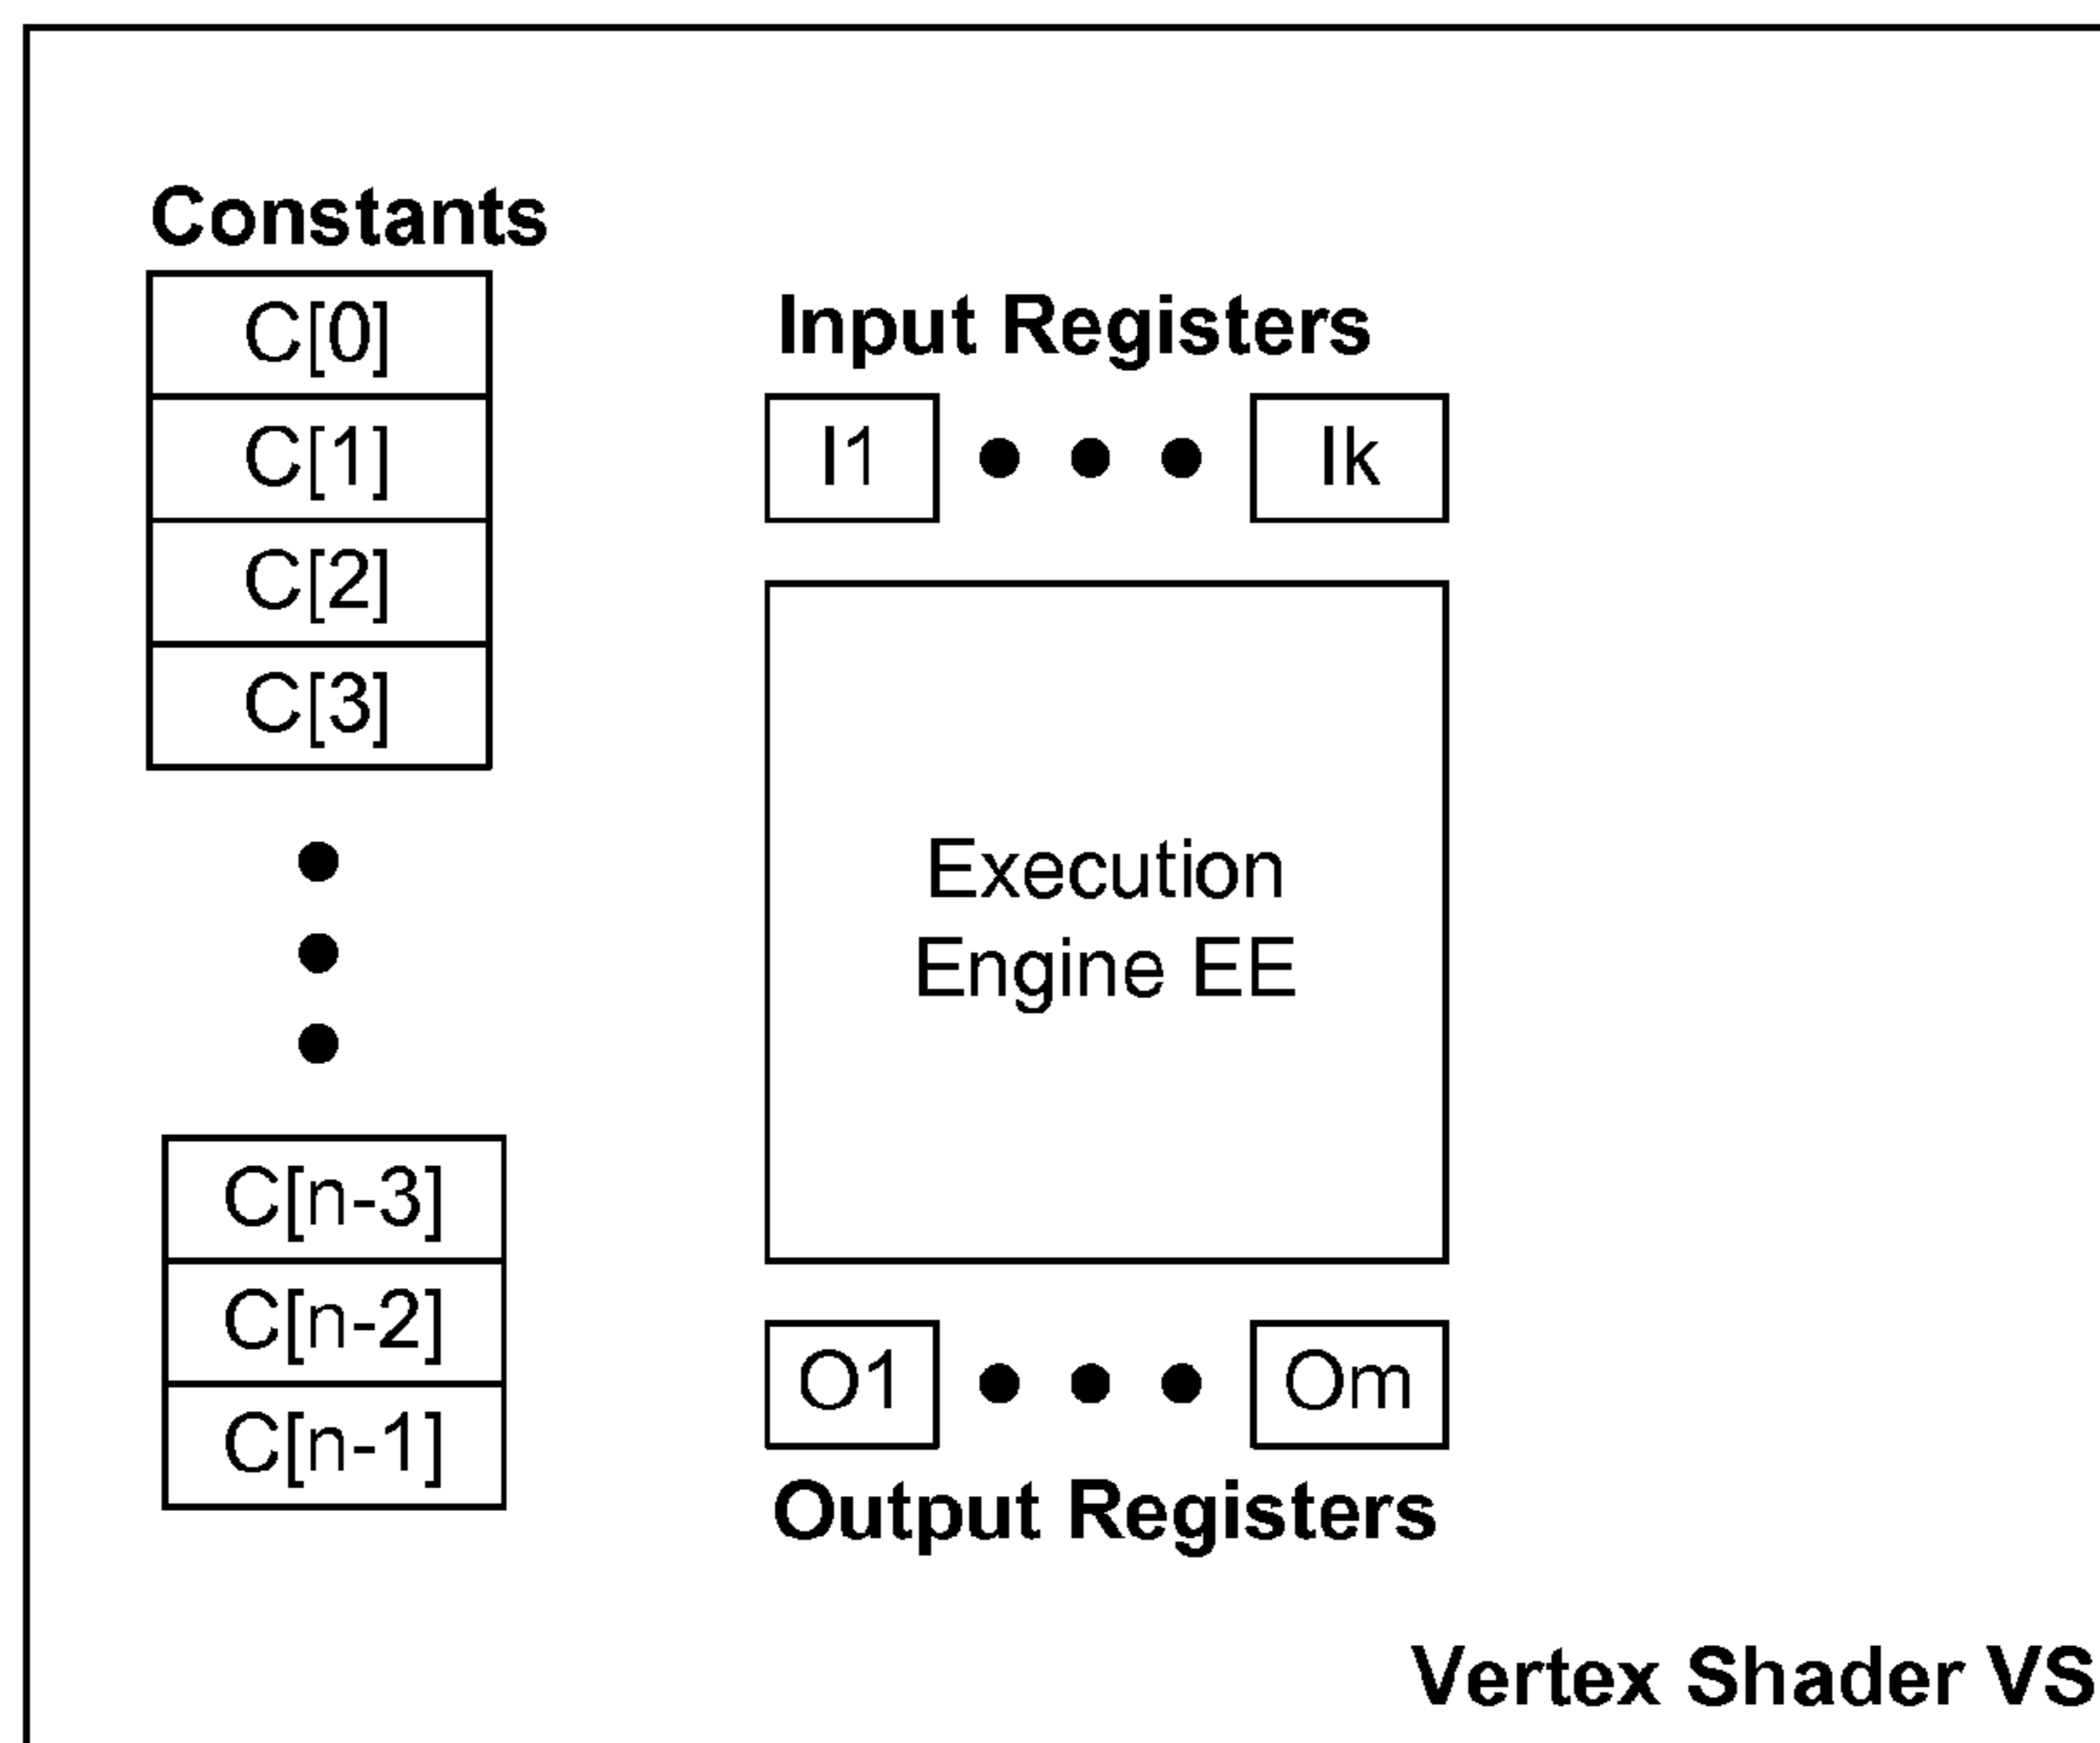 Constants
C[0]
C[1]
C[2]
C[3]
C[n-3]
C[n-2]
C[n-1]
Input Registers
I1 ● ● ● Ik
Execution
Engine EE
O1 ● ● ● Om
Output Registers
Vertex Shader VS